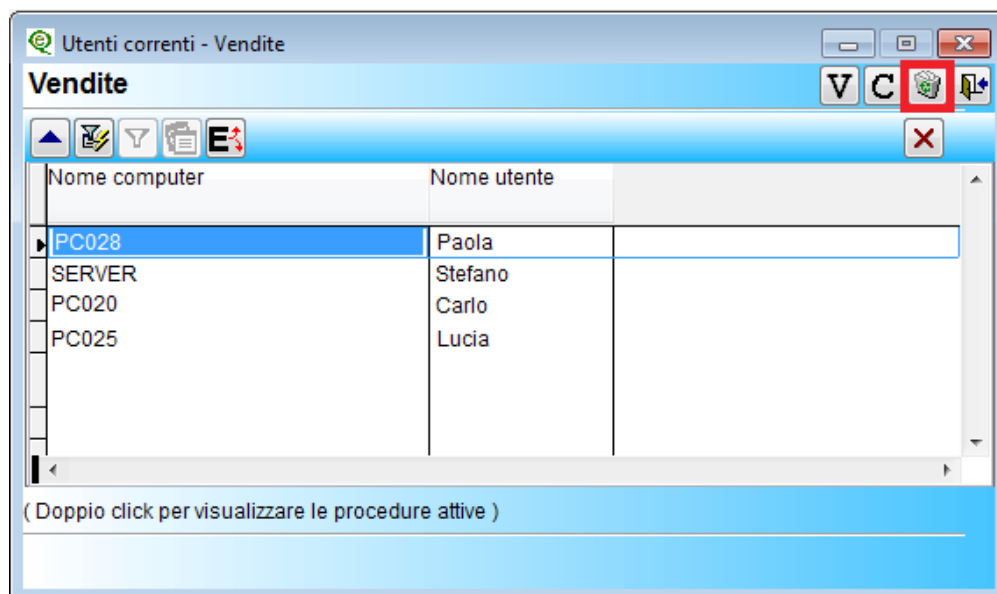 Utenti correnti - Vendite
Vendite
V C
E
Nome computer Nome utente
PC028 Paola
SERVER Stefano
PC020 Carlo
PC025 Lucia
( Doppio click per visualizzare le procedure attive )